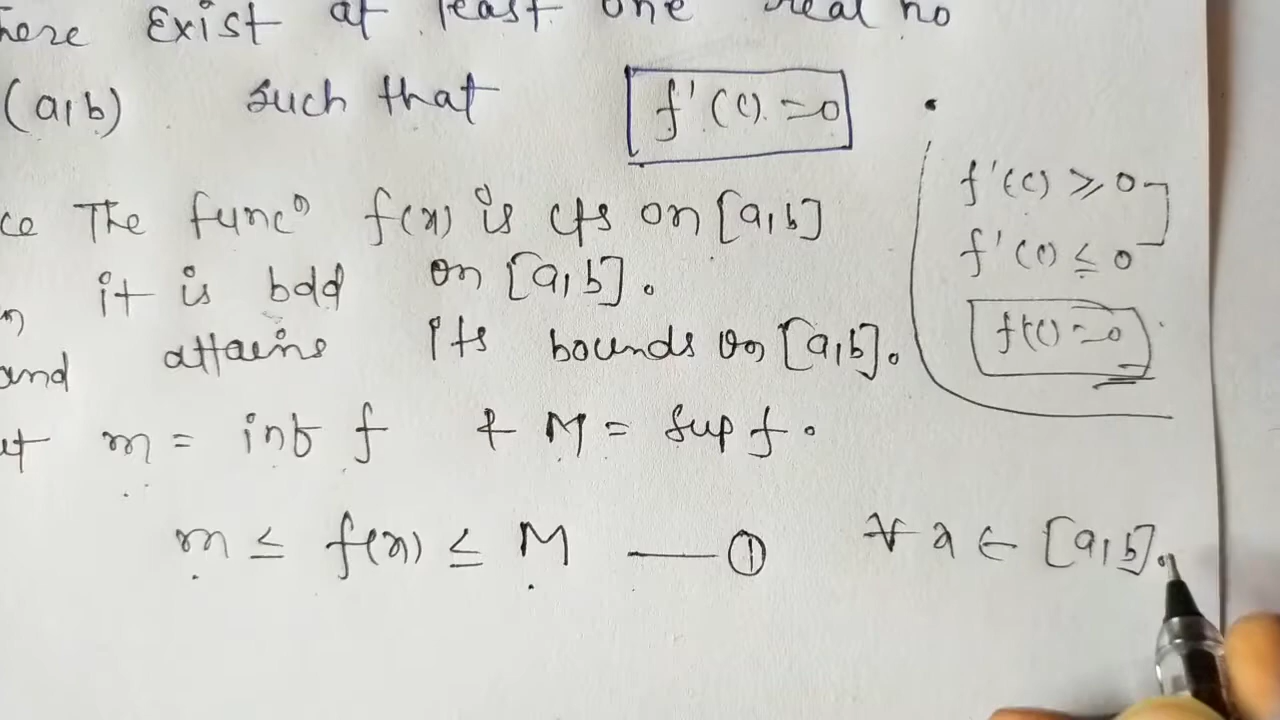 here Exist at least one real no
(a,b) such that f'(c) = 0
ce The funcⁿ f(x) is cts on [a,b]
it is bdd on [a,b].
and attains its bounds on [a,b].
et m = inf f & M = sup f.
m ≤ f(x) ≤ M —— ① ∀ x ∈ [a,b].
f'(c) ≥ 0
f'(c) ≤ 0
f'(c) = 0